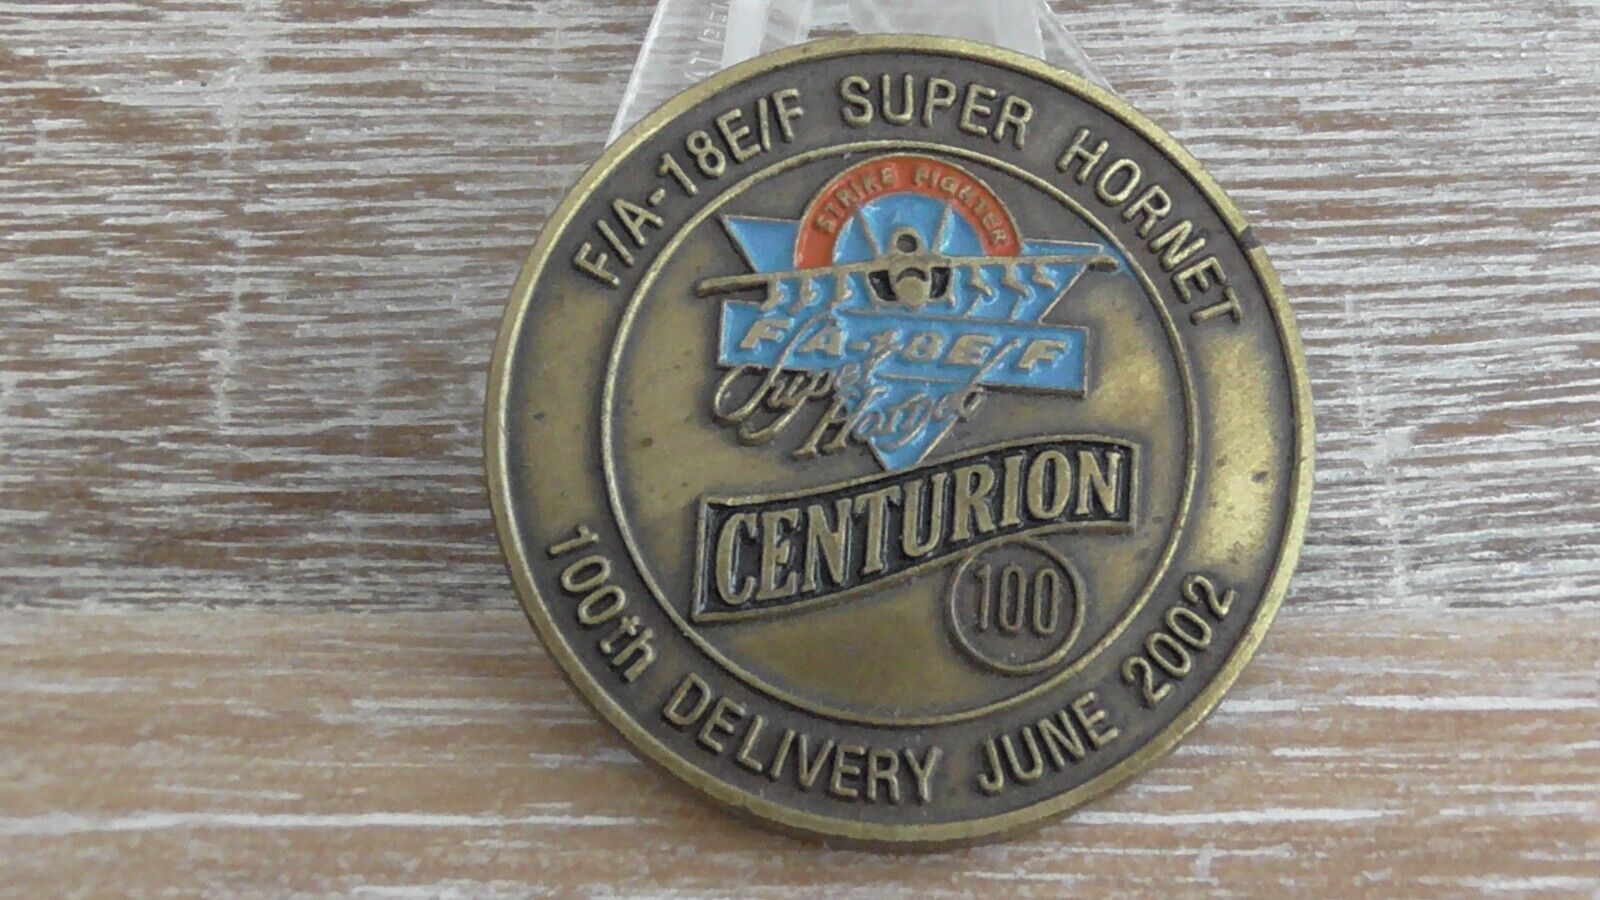 F/A-18E/F SUPER HORNET
STRIKE FIGHTER
F/A-18E/F
Super
Hornet
CENTURION
100
100th DELIVERY JUNE 2002